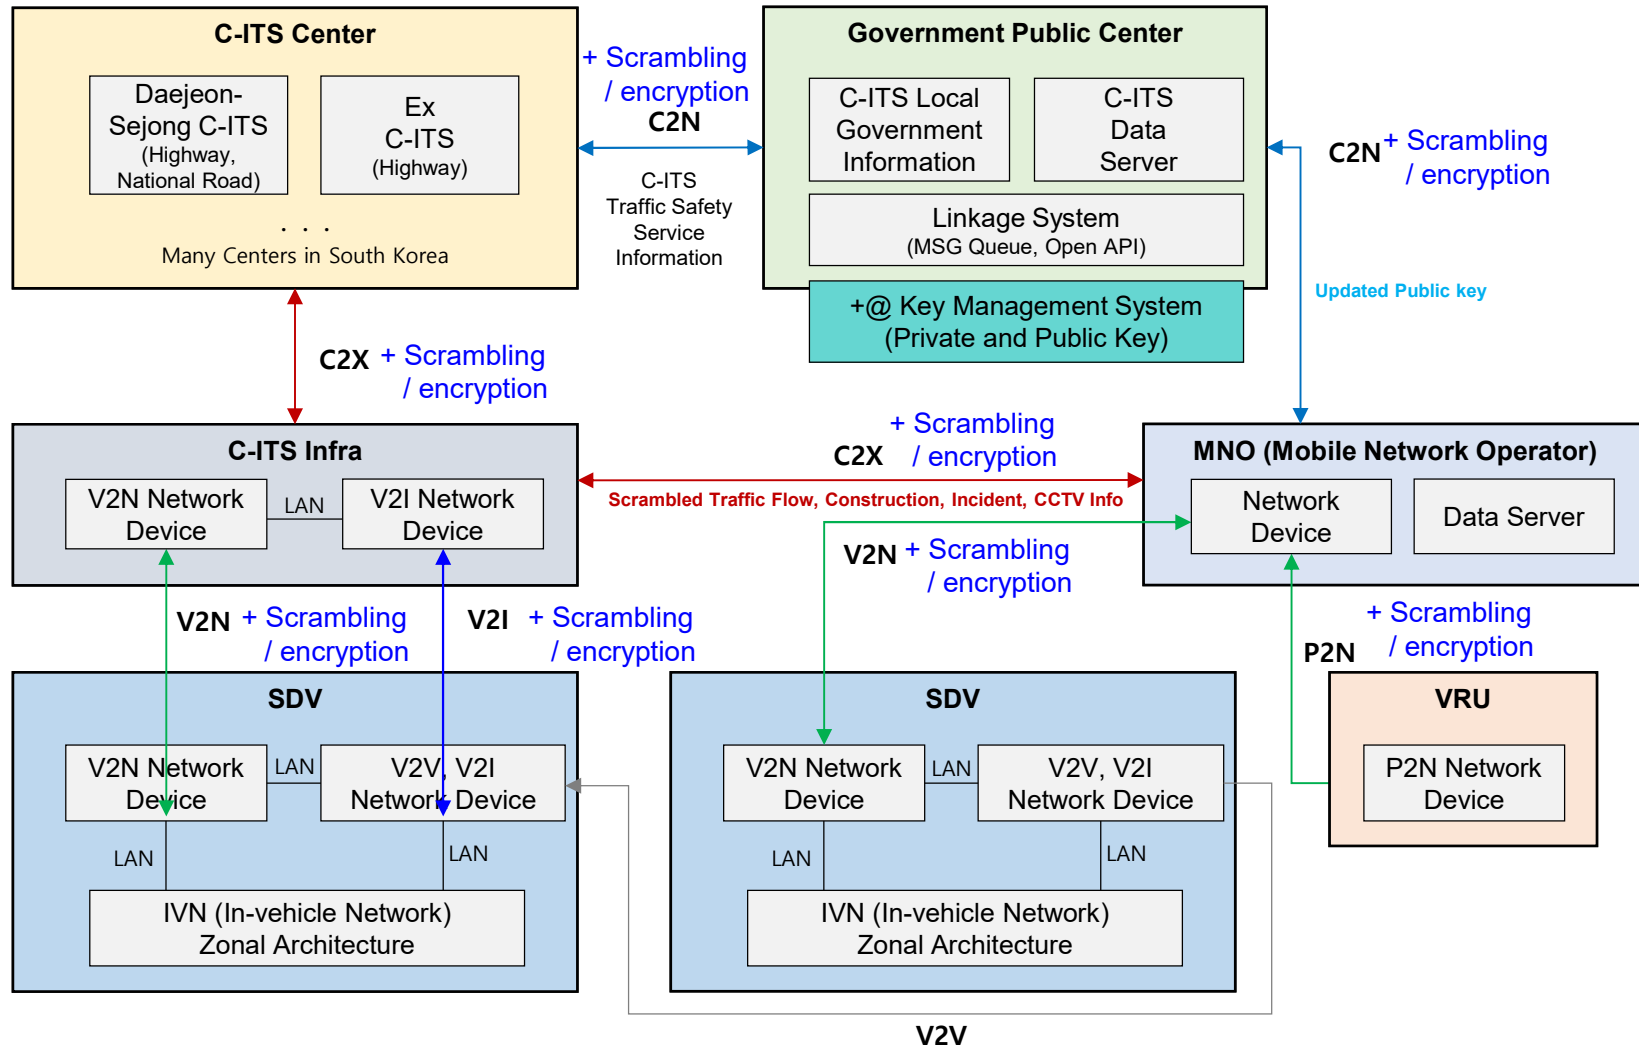 C-ITS Center
Daejeon-
Sejong C-ITS
(Highway,
National Road)
Ex
C-ITS
(Highway)
. . .
Many Centers in South Korea
+ Scrambling
/ encryption
C2N
C-ITS
Traffic Safety
Service
Information
Government Public Center
C-ITS Local
Government
Information
C-ITS
Data
Server
Linkage System
(MSG Queue, Open API)
+@ Key Management System
(Private and Public Key)
C2N + Scrambling
/ encryption
Updated Public key
C2X + Scrambling
/ encryption
C-ITS Infra
V2N Network
Device
LAN
V2I Network
Device
+ Scrambling
C2X / encryption
Scrambled Traffic Flow, Construction, Incident, CCTV Info
MNO (Mobile Network Operator)
Network
Device
Data Server
V2N + Scrambling
/ encryption
V2I + Scrambling
/ encryption
V2N + Scrambling
/ encryption
+ Scrambling
/ encryption
P2N
SDV
V2N Network
Device
LAN
V2V, V2I
Network Device
LAN
LAN
IVN (In-vehicle Network)
Zonal Architecture
SDV
V2N Network
Device
LAN
V2V, V2I
Network Device
LAN
LAN
IVN (In-vehicle Network)
Zonal Architecture
VRU
P2N Network
Device
V2V